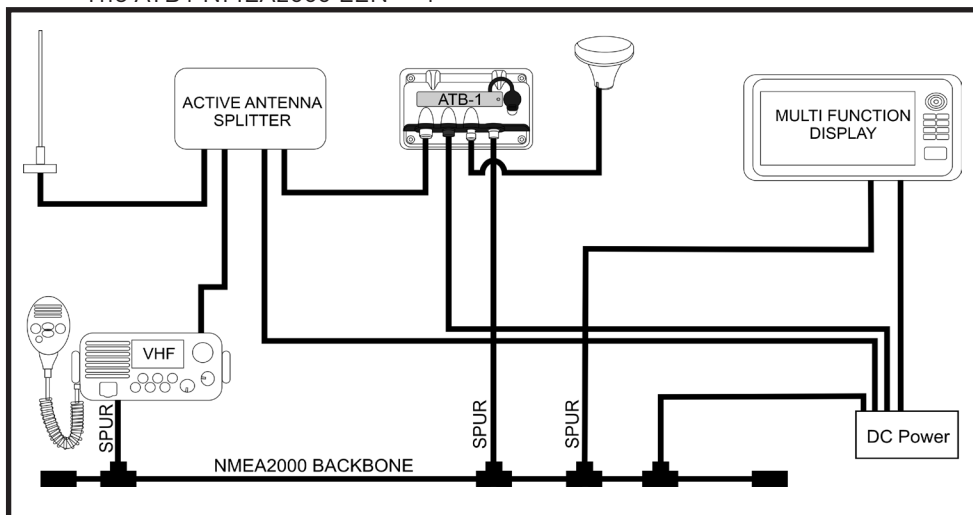 ACTIVE ANTENNA
SPLITTER
ATB-1
MULTI FUNCTION
DISPLAY
VHF
SPUR
SPUR
SPUR
NMEA2000 BACKBONE
DC Power